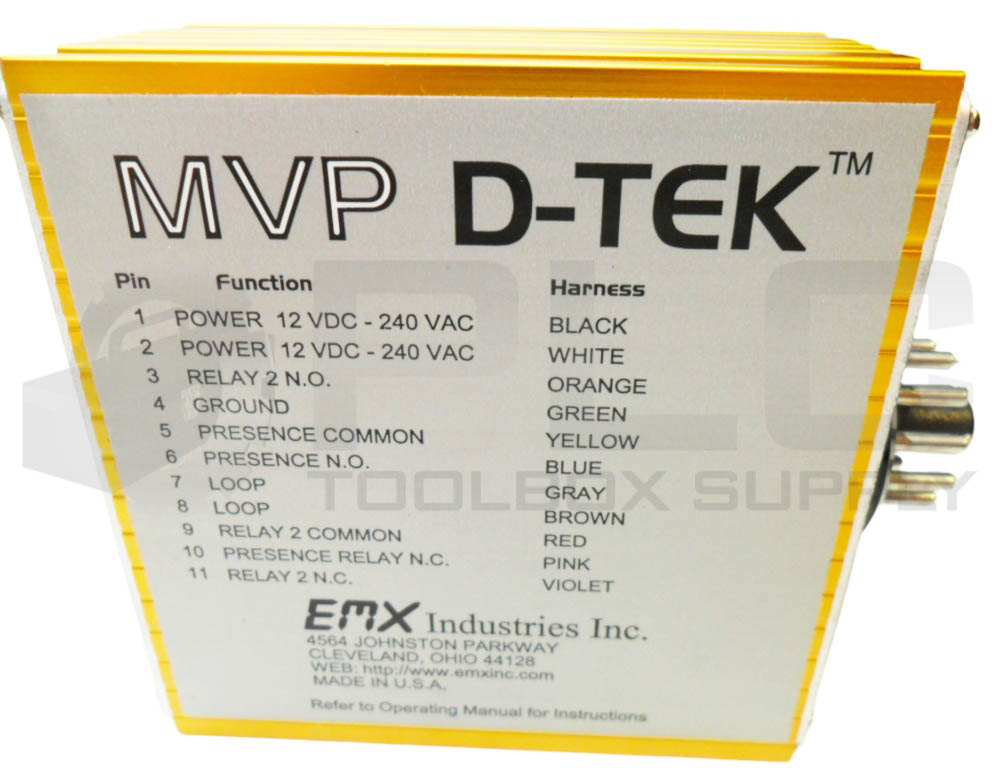 MVP D-TEK™
Pin Function Harness
1 POWER 12 VDC - 240 VAC BLACK
2 POWER 12 VDC - 240 VAC WHITE
3 RELAY 2 N.O. ORANGE
4 GROUND GREEN
5 PRESENCE COMMON YELLOW
6 PRESENCE N.O. BLUE
7 LOOP GRAY
8 LOOP BROWN
9 RELAY 2 COMMON RED
10 PRESENCE RELAY N.C. PINK
11 RELAY 2 N.C. VIOLET
EMX Industries Inc.
4564 JOHNSTON PARKWAY
CLEVELAND, OHIO 44128
WEB: http://www.emxinc.com
MADE IN U.S.A.
Refer to Operating Manual for Instructions
PLC
TOOLBOX SUPPLY